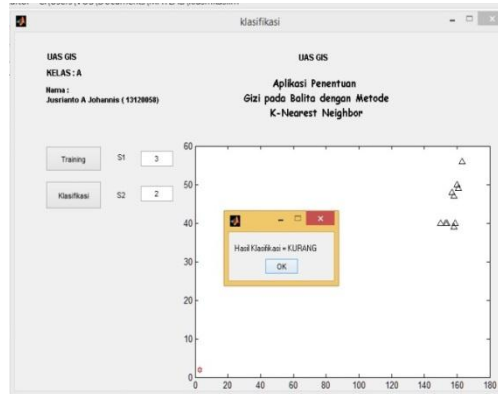 klasifikasi
UAS GIS
KELAS : A
Nama :
Jusrianto A Johannis ( 13120058)
UAS GIS
Aplikasi Penentuan
Gizi pada Balita dengan Metode
K-Nearest Neighbor
Training S1 3
Klasifikasi S2 2
Hasil Klasifikasi = KURANG
OK
60
50
40
30
20
10
0
0 20 40 60 80 100 120 140 160 180